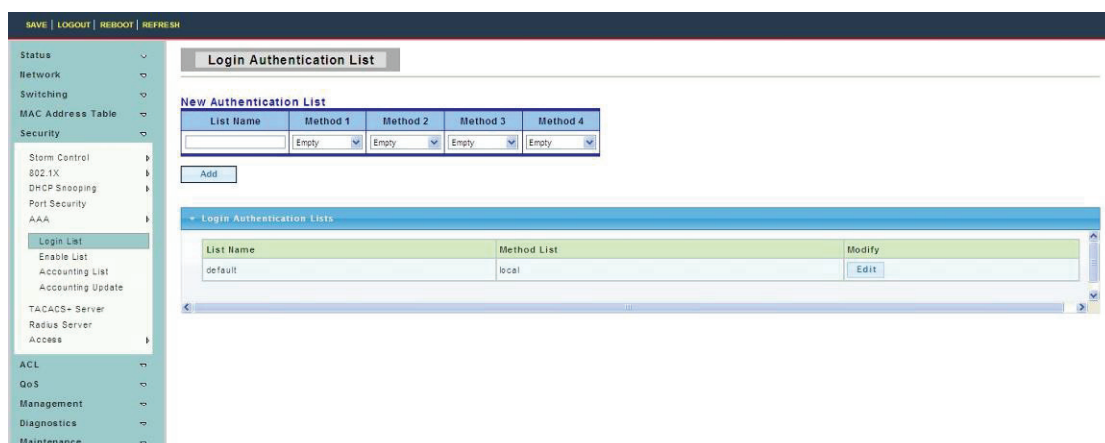 SAVE | LOGOUT | REBOOT | REFRESH
Status
Network
Switching
MAC Address Table
Security
Storm Control
802.1X
DHCP Snooping
Port Security
AAA
Login List
Enable List
Accounting List
Accounting Update
TACACS+ Server
Radius Server
Access
ACL
QoS
Management
Diagnostics
Maintenance
Login Authentication List
New Authentication List
List Name Method 1 Method 2 Method 3 Method 4
Empty Empty Empty Empty
Add
Login Authentication Lists
List Name Method List Modify
default local Edit